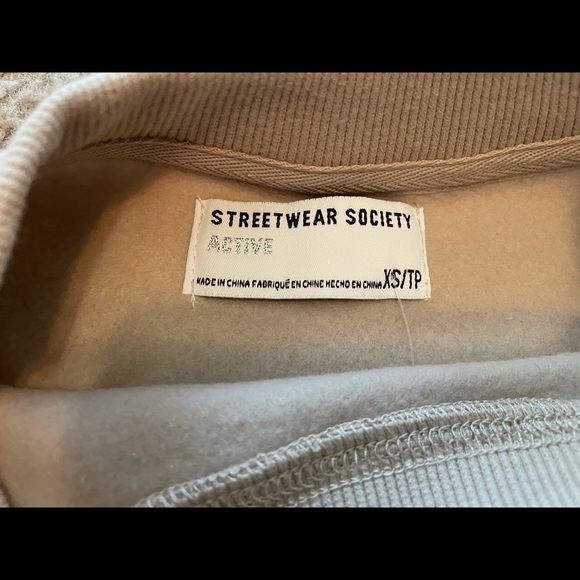 STREETWEAR SOCIETY
ACTIVE
MADE IN CHINA FABRIQUÉ EN CHINE HECHO EN CHINA XS/TP